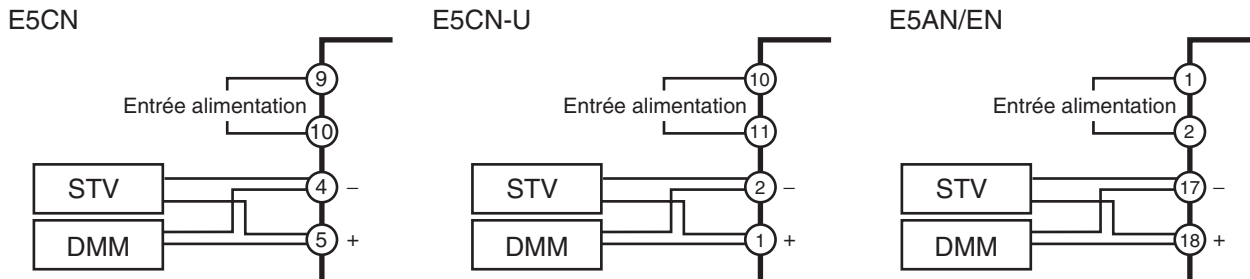 E5CN
9
Entrée alimentation
10
STV
4 –
DMM
5 +
E5CN-U
10
Entrée alimentation
11
STV
2 –
DMM
1 +
E5AN/EN
1
Entrée alimentation
2
STV
17 –
DMM
18 +